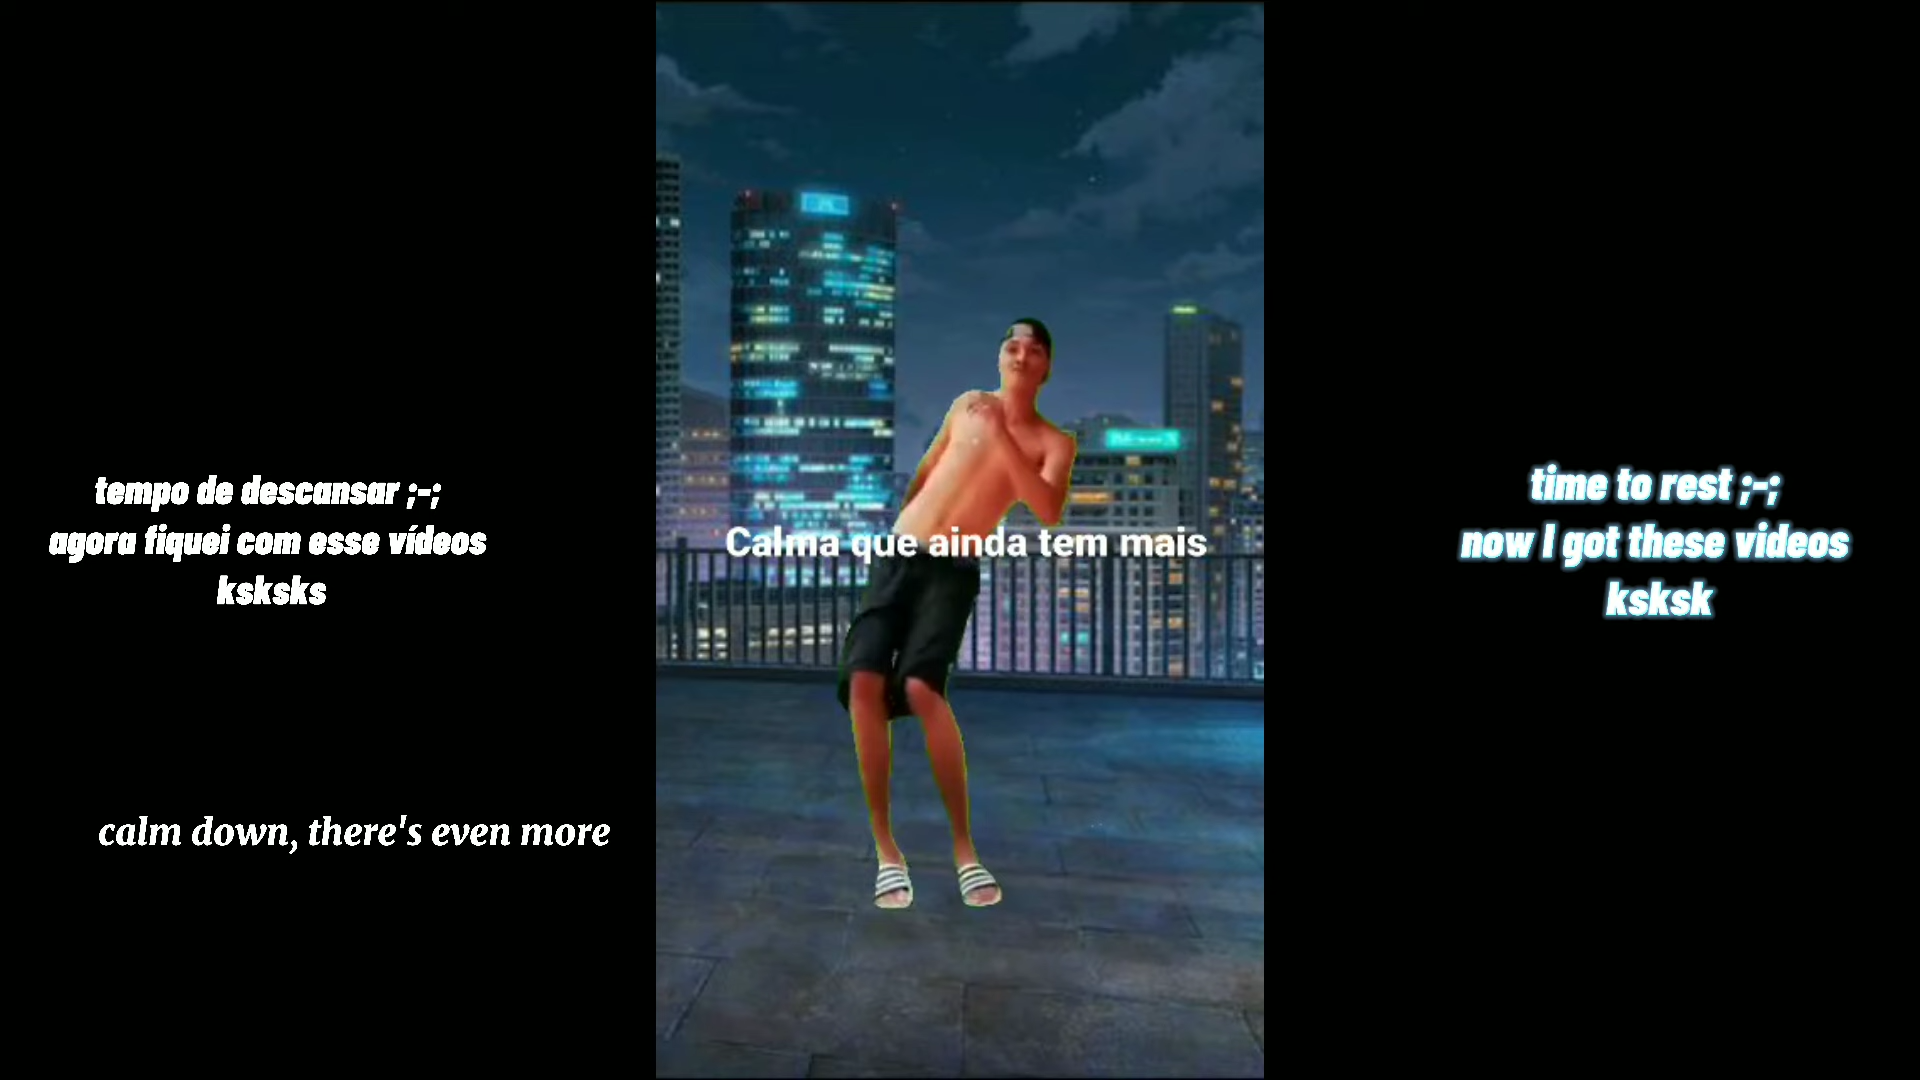 tempo de descansar ;-;
agora fiquei com esse vídeos
ksksks
calm down, there's even more
Calma que ainda tem mais
time to rest ;-;
now I got these videos
ksksk